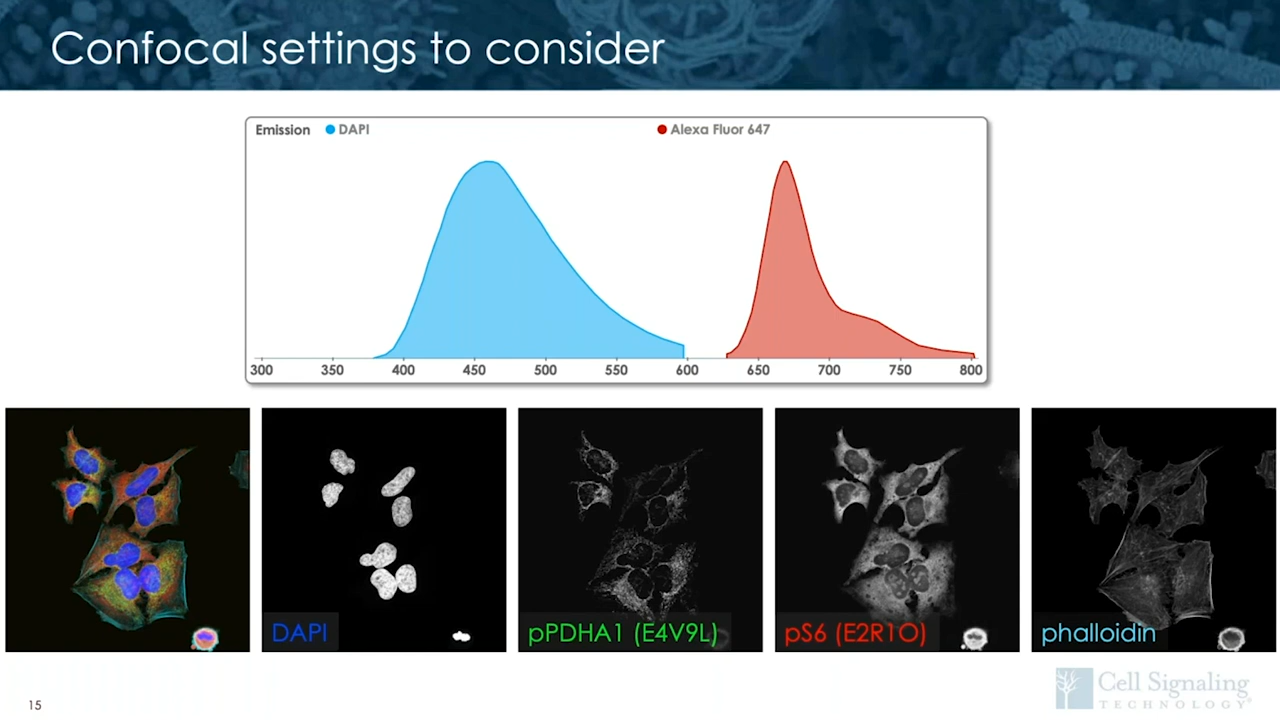 Confocal settings to consider
Emission DAPI Alexa Fluor 647
300 350 400 450 500 550 600 650 700 750 800
DAPI
pPDHA1 (E4V9L)
pS6 (E2R1O)
phalloidin
15
Cell Signaling
TECHNOLOGY®